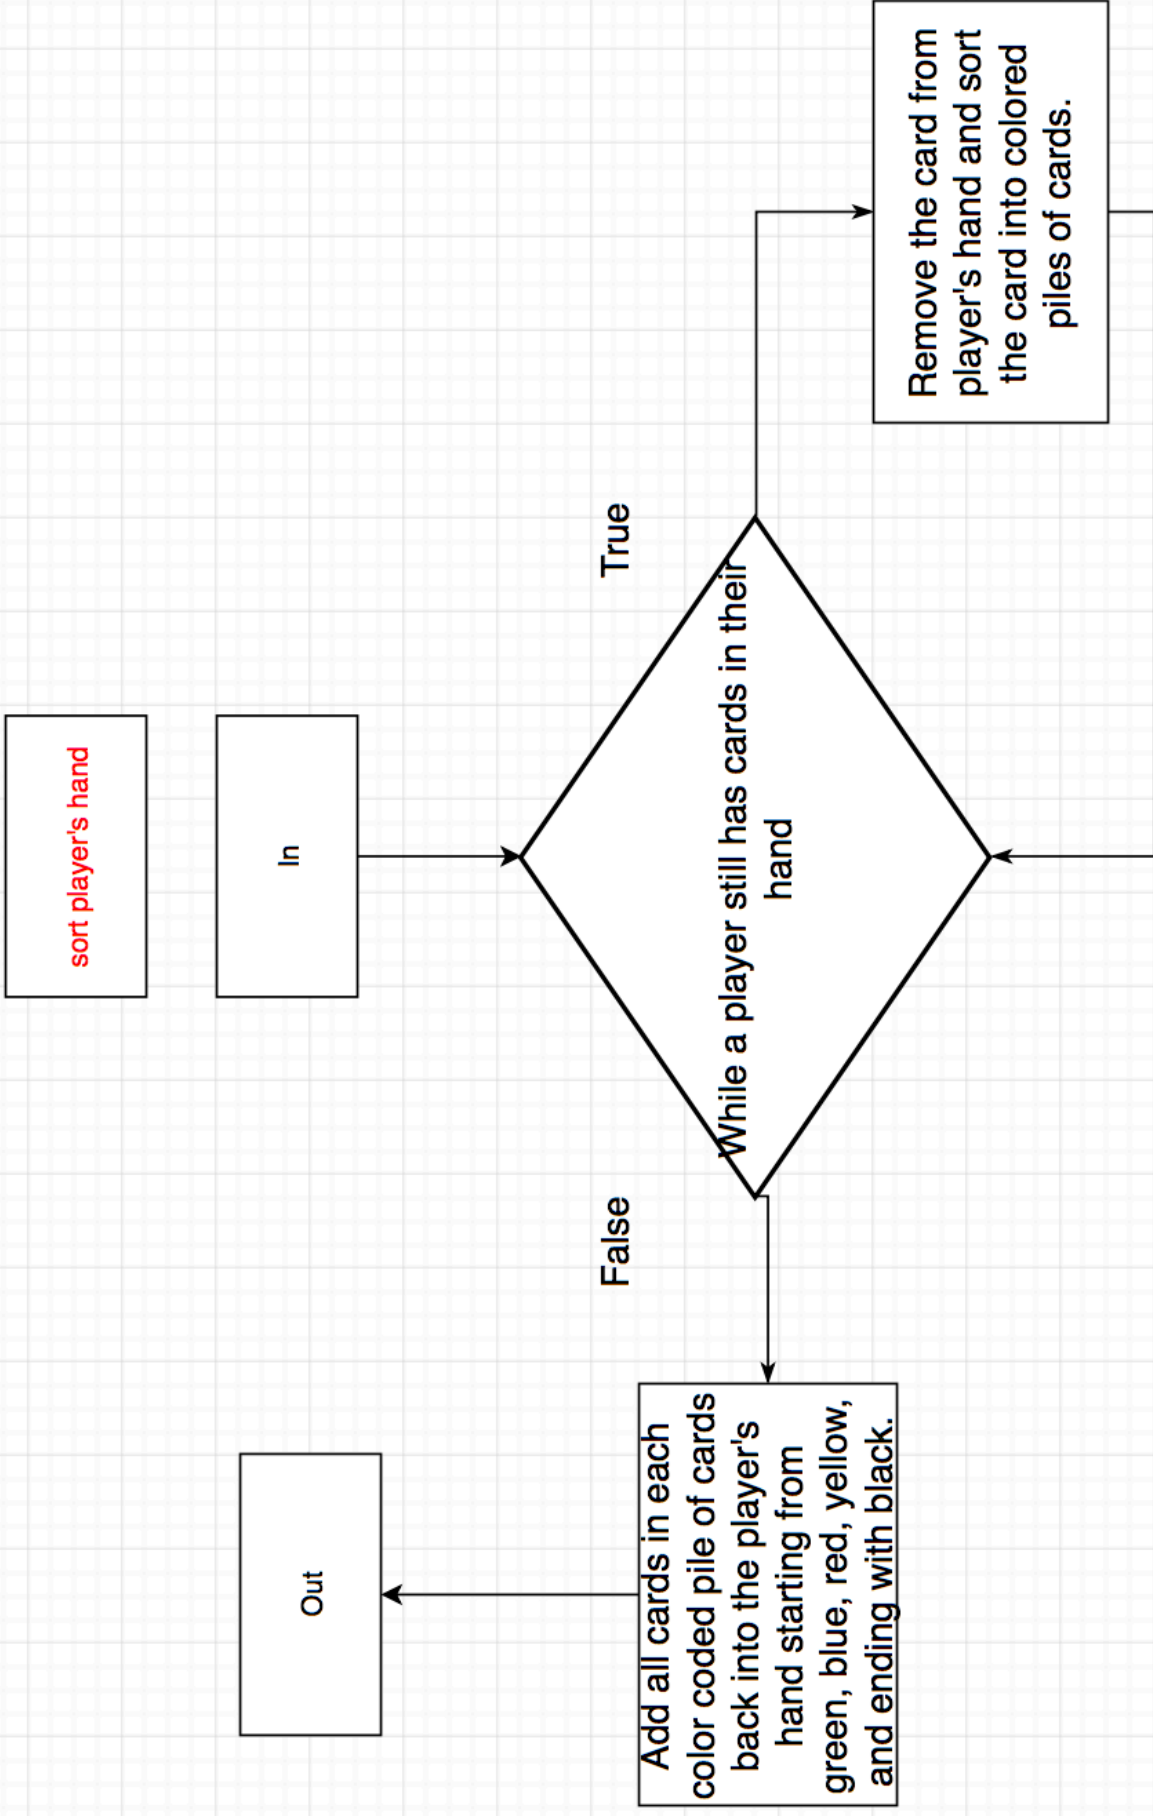 sort player's hand
In
True
False
While a player still has cards in their
hand
Remove the card from
player's hand and sort
the card into colored
piles of cards.
Out
Add all cards in each
color coded pile of cards
back into the player's
hand starting from
green, blue, red, yellow,
and ending with black.